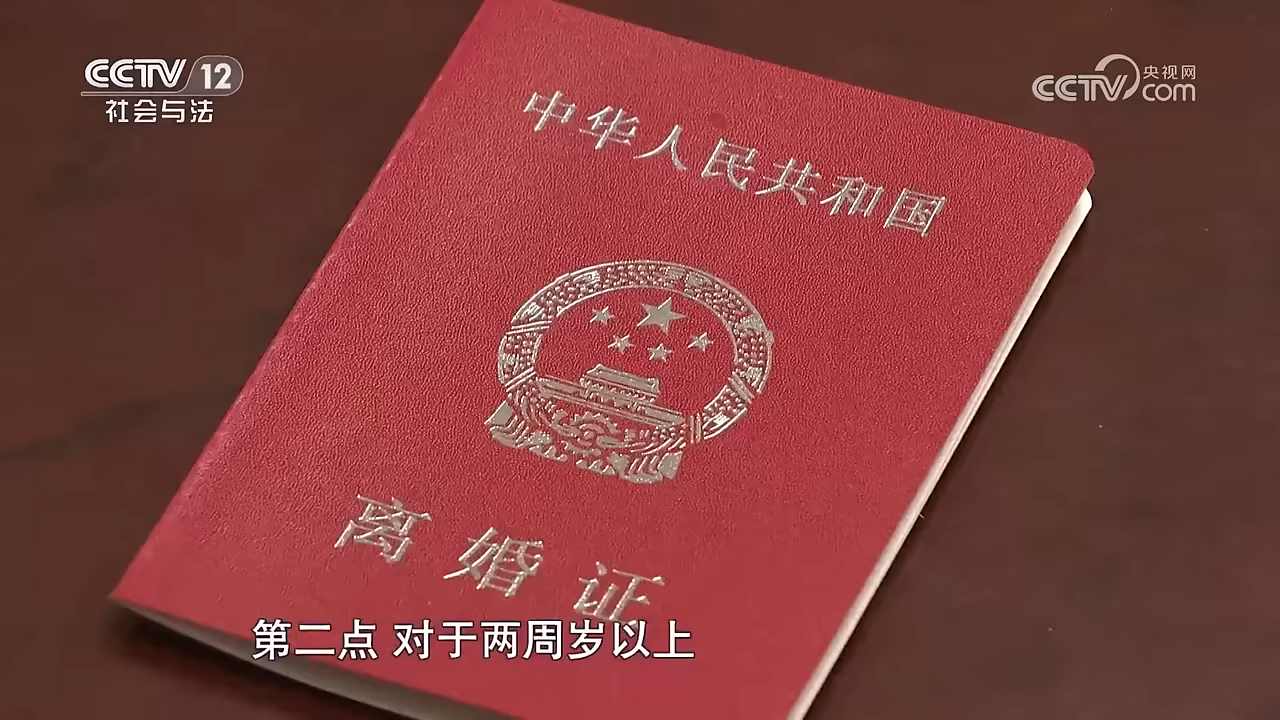 CCTV 12
社会与法
央视网
CCTV.com
中华人民共和国
离婚证
第二点 对于两周岁以上